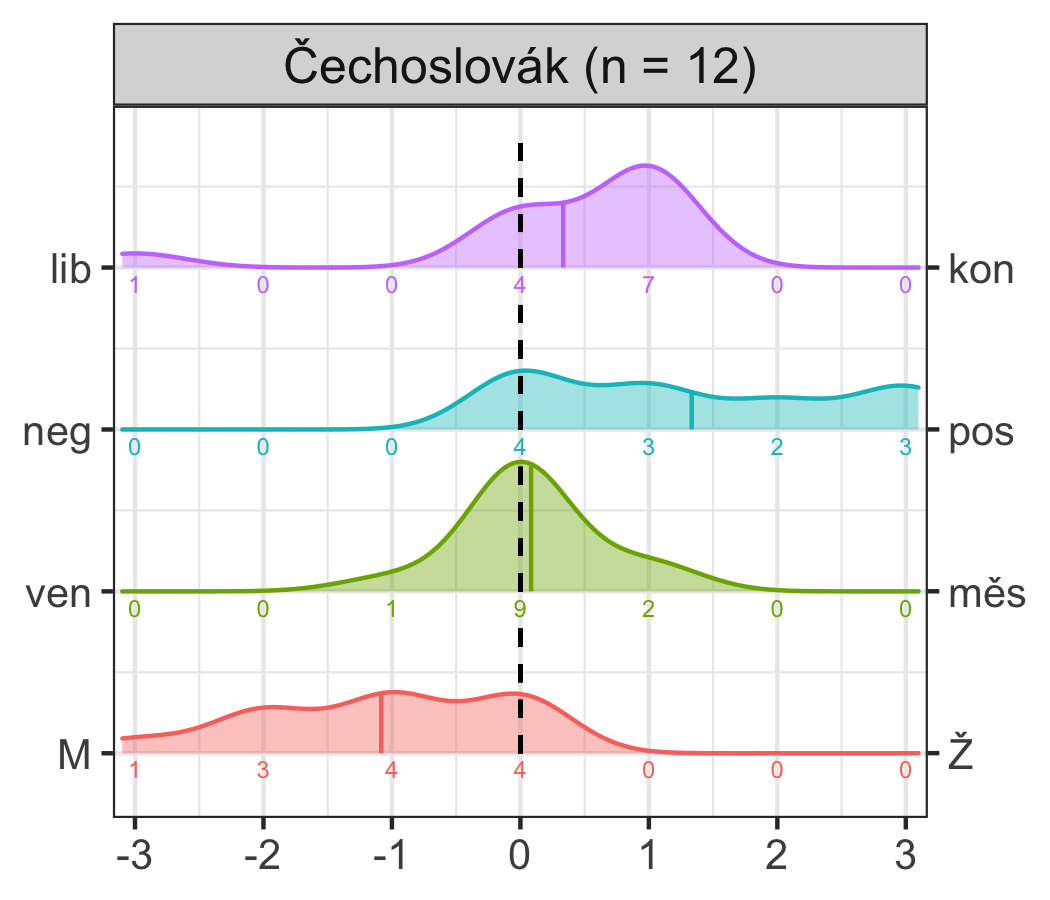 Čechoslovák (n = 12)
lib kon
1 0 0 4 7 0 0
neg pos
0 0 0 4 3 2 3
ven měs
0 0 1 9 2 0 0
M Ž
1 3 4 4 0 0 0
-3 -2 -1 0 1 2 3